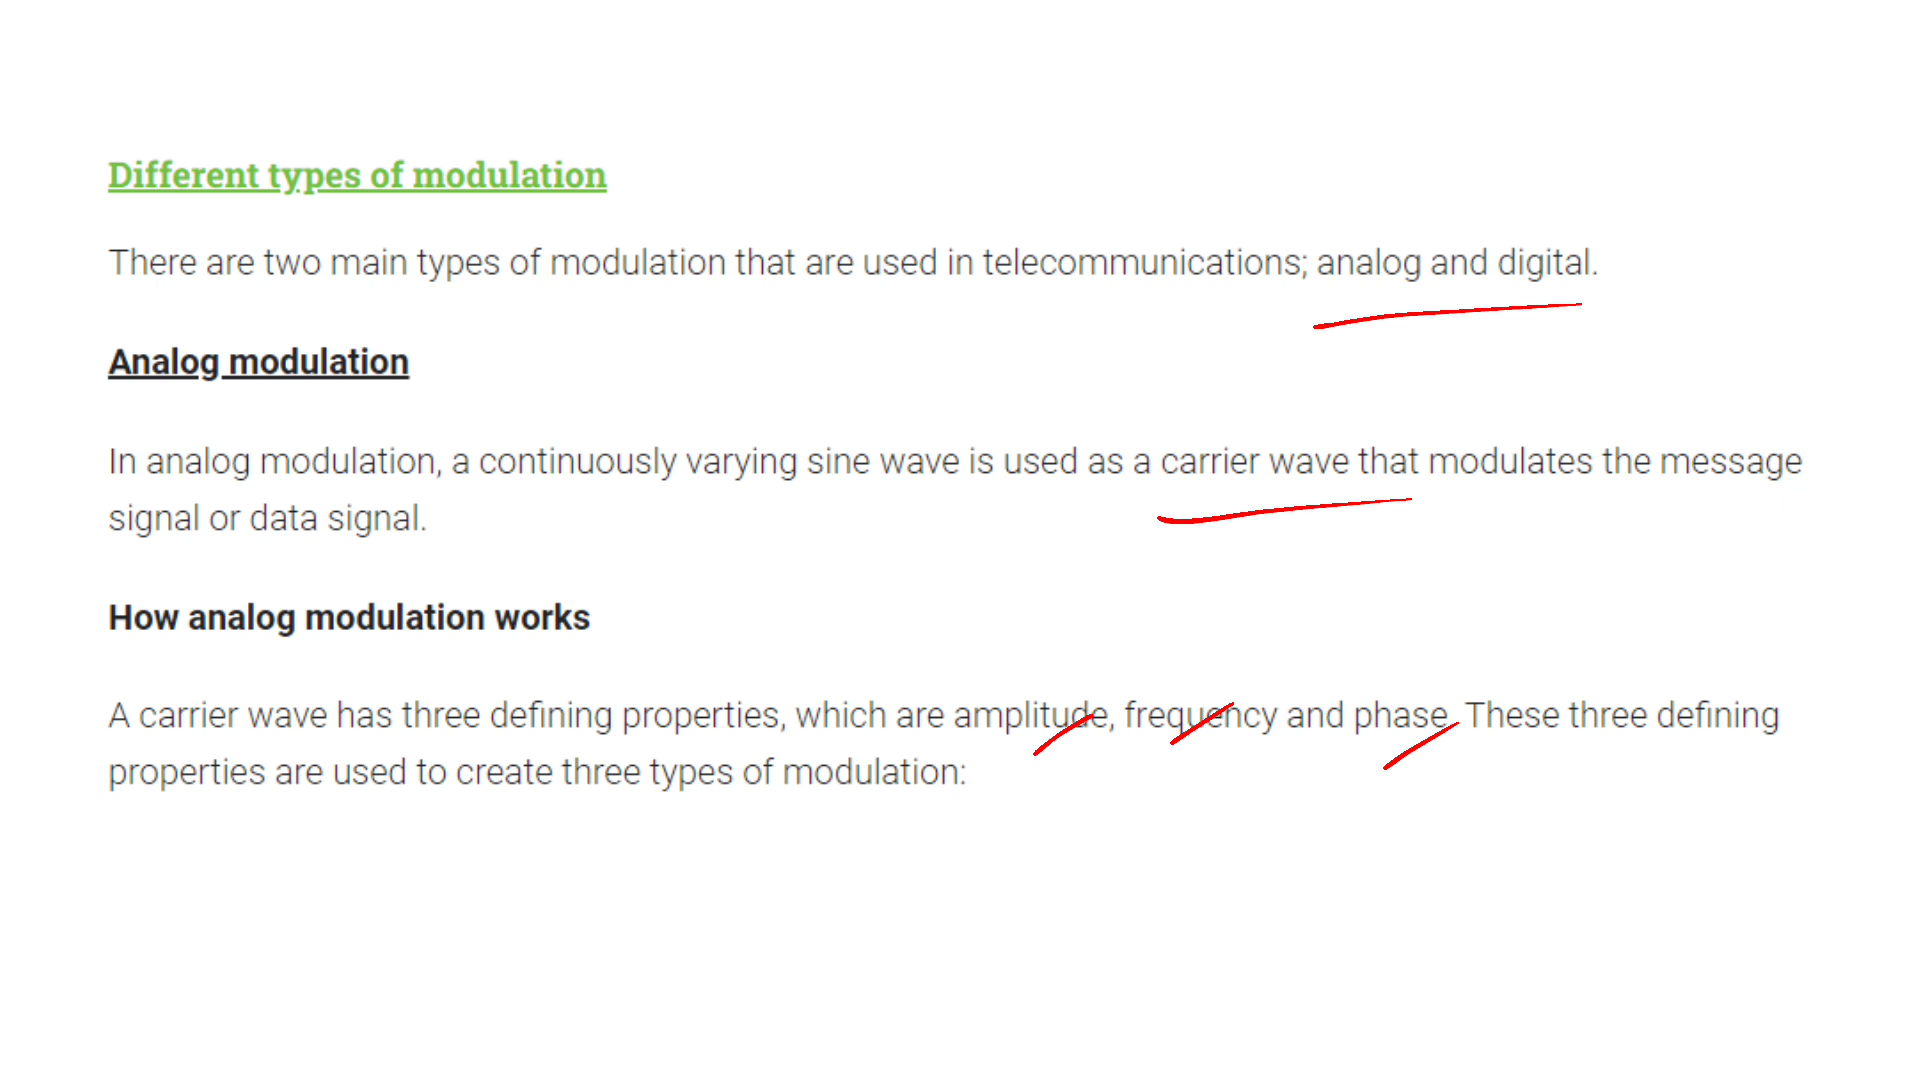 Different types of modulation
There are two main types of modulation that are used in telecommunications; analog and digital.
Analog modulation
In analog modulation, a continuously varying sine wave is used as a carrier wave that modulates the message
signal or data signal.
How analog modulation works
A carrier wave has three defining properties, which are amplitude, frequency and phase. These three defining
properties are used to create three types of modulation: